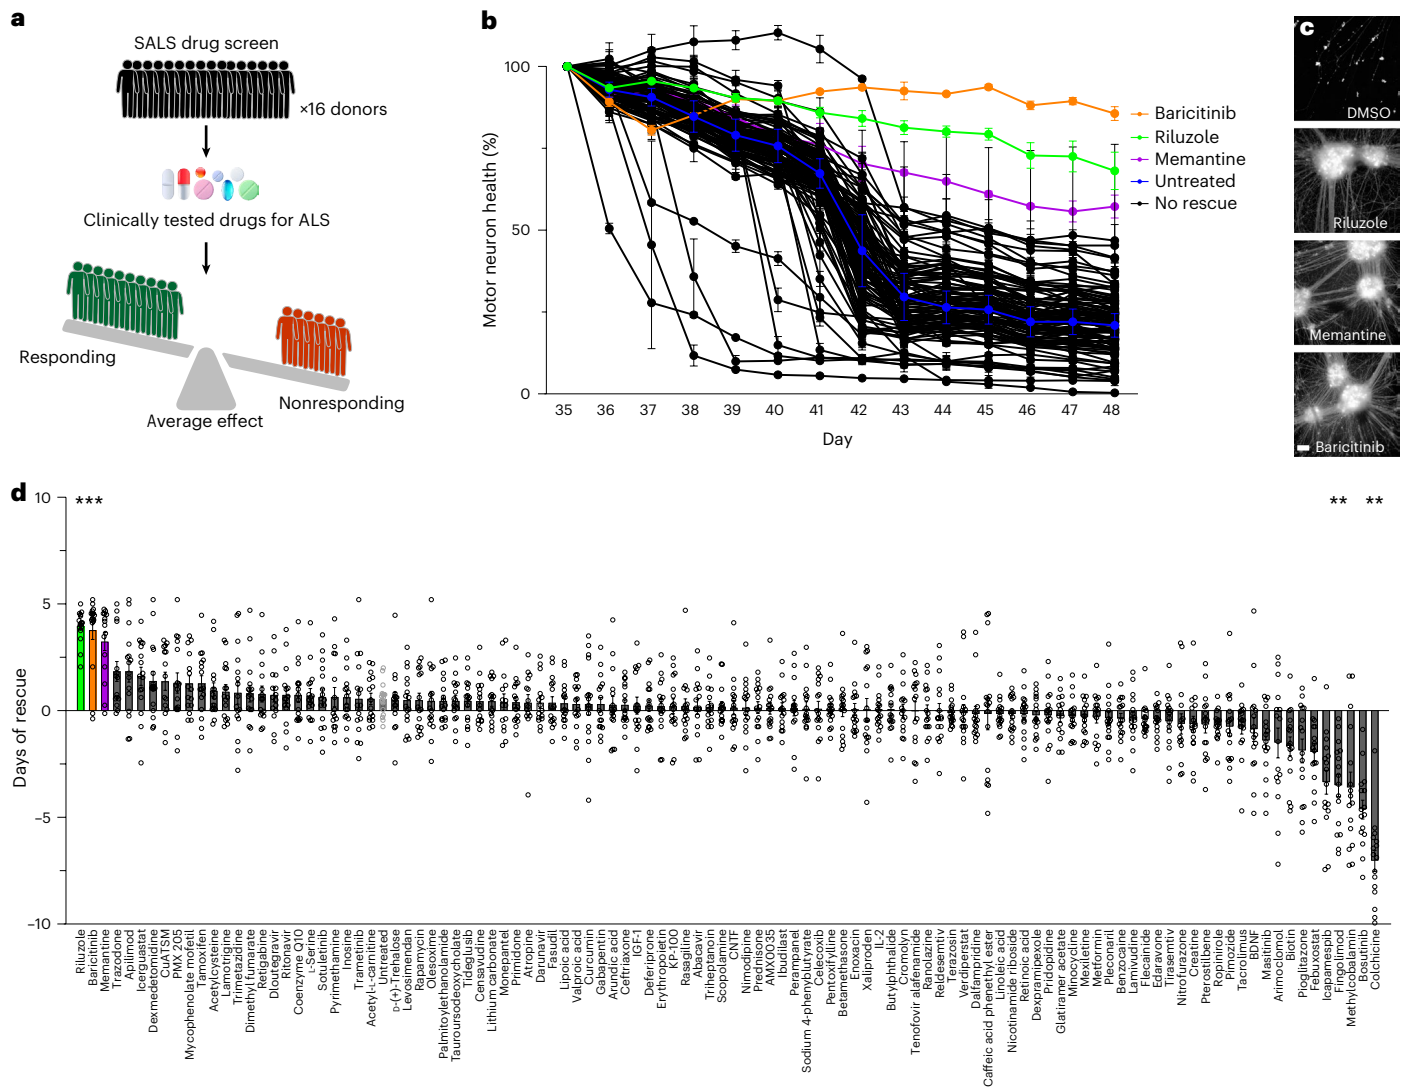 a
SALS drug screen
×16 donors
Clinically tested drugs for ALS
Responding
Nonresponding
Average effect
b
Motor neuron health (%)
100
50
0
35 36 37 38 39 40 41 42 43 44 45 46 47 48
Day
Baricitinib
Riluzole
Memantine
Untreated
No rescue
c
DMSO
Riluzole
Memantine
Baricitinib
d
Days of rescue
10
5
0
−5
−10
***
**
**
Riluzole
Baricitinib
Memantine
Trazodone
Apilimod
Icerguastat
Dexmedetomidine
CuATSM
PMX 205
Mycophenolate mofetil
Tamoxifen
Acetylcysteine
Lamotrigine
Trimetazidine
Dimethyl fumarate
Retigabine
Dolutegravir
Ritonavir
Coenzyme Q10
L-Serine
Sotuletinib
Pyrimethamine
Inosine
Trametinib
Acetyl-L-carnitine
Untreated
D-(+)-Trehalose
Levosimendan
Rapamycin
Olesoxime
Palmitoylethanolamide
Tauroursodeoxycholate
Tideglusib
Censavudine
Lithium carbonate
Monepantel
Primidone
Atropine
Darunavir
Fasudil
Lipoic acid
Valproic acid
Curcumin
Gabapentin
Arundic acid
Ceftriaxone
IGF-1
Deferiprone
Erythropoietin
KP-100
Rasagiline
Abacavir
Triheptanoin
Scopolamine
CNTF
Nimodipine
Prednisone
AMX0035
Ibudilast
Perampanel
Sodium 4-phenylbutyrate
Celecoxib
Pentoxifylline
Betamethasone
Enoxacin
Xaliproden
IL-2
Butylphthalide
Cromolyn
Tenofovir alafenamide
Ranolazine
Reldesemtiv
Terazosin
Verdiperstat
Dalfampridine
Caffeic acid phenethyl ester
Linoleic acid
Nicotinamide riboside
Retinoic acid
Dexpramipexole
Pridopidine
Glatiramer acetate
Minocycline
Mexiletine
Metformin
Pleconaril
Benzocaine
Lamivudine
Flecainide
Edaravone
Tirasemtiv
Nitrofurazone
Creatine
Pterostilbene
Ropinirole
Pimozide
Tacrolimus
BDNF
Masitinib
Arimoclomol
Biotin
Pioglitazone
Febuxostat
Icapamespib
Fingolimod
Methylcobalamin
Bosutinib
Colchicine